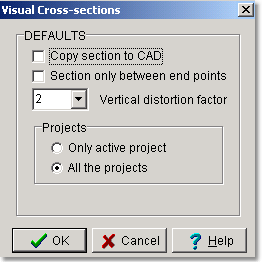 Visual Cross-sections
DEFAULTS
Copy section to CAD
Section only between end points
2 Vertical distortion factor
Projects
Only active project
All the projects
OK Cancel Help